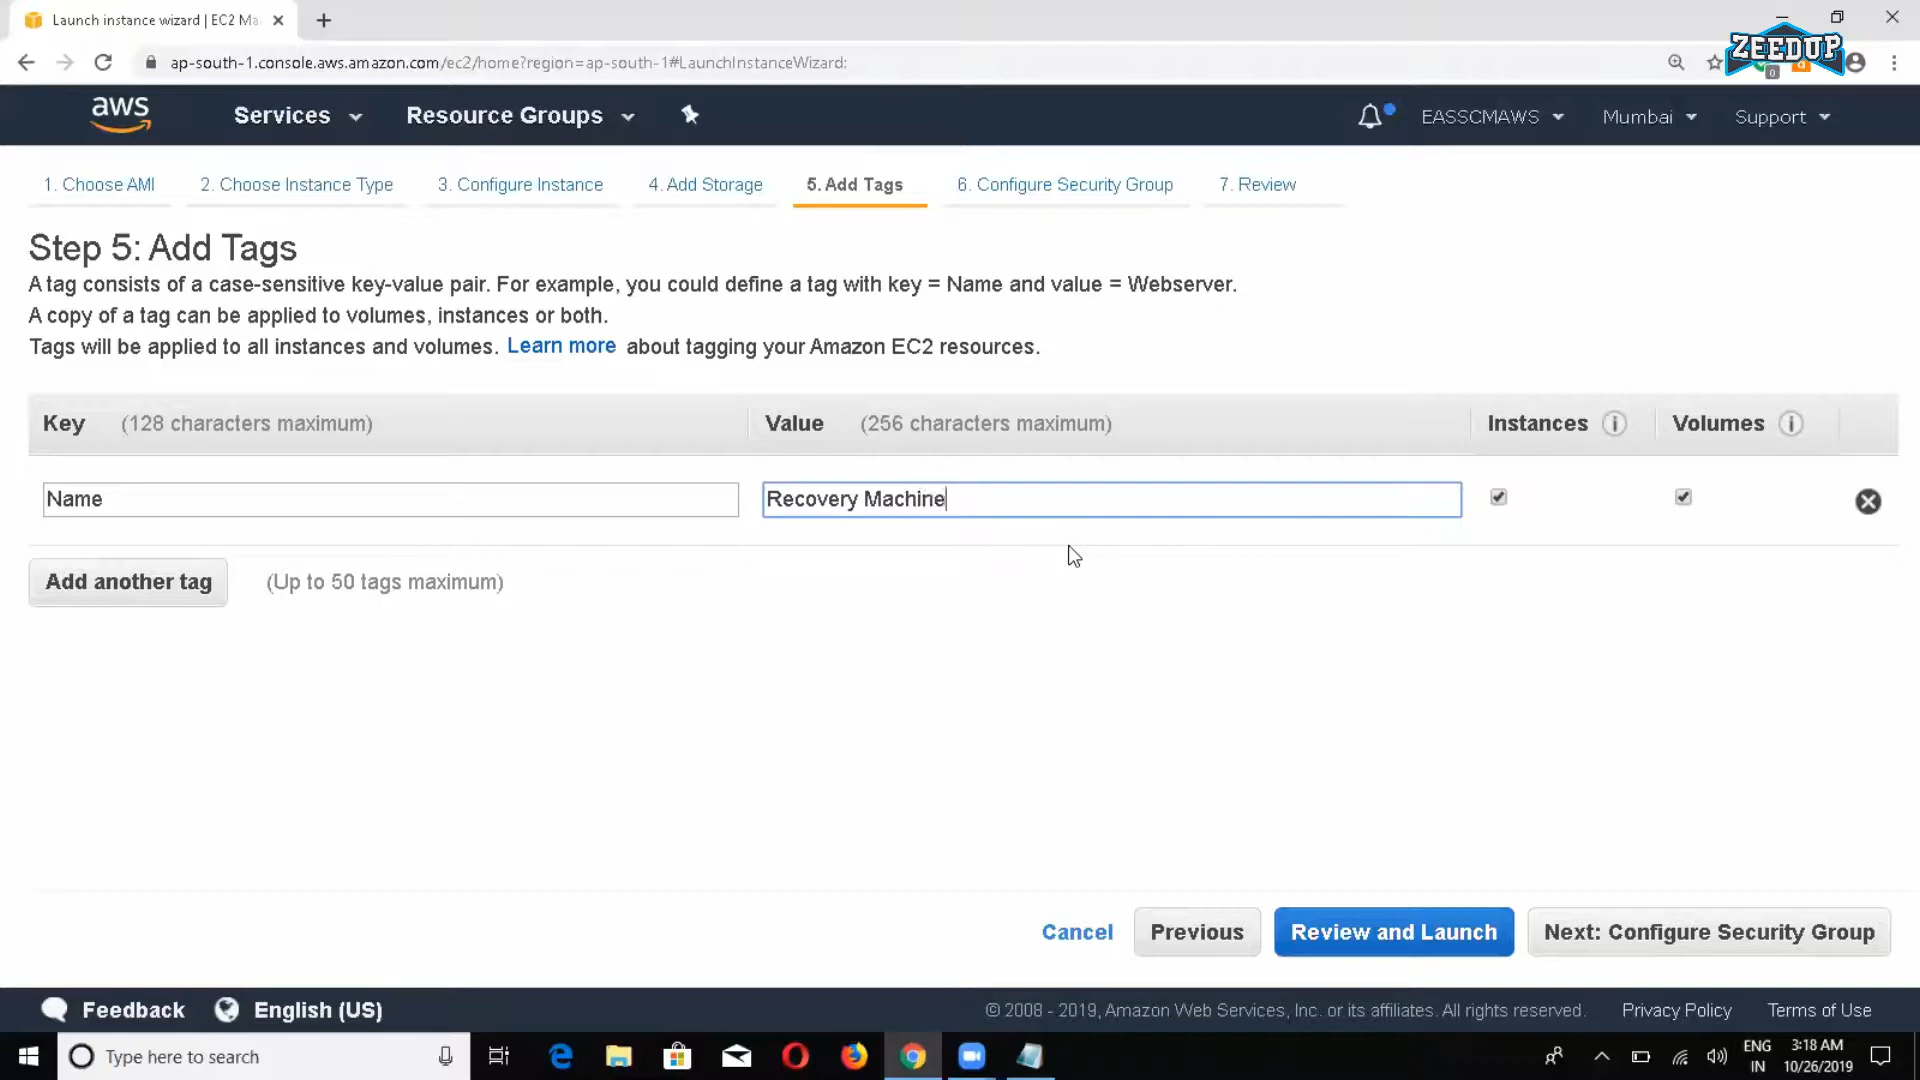 Launch instance wizard | EC2 Ma
ap-south-1.console.aws.amazon.com/ec2/home?region=ap-south-1#LaunchInstanceWizard:
ZEEDUP
0
aws
Services
Resource Groups
EASSCMAWS
Mumbai
Support
1. Choose AMI
2. Choose Instance Type
3. Configure Instance
4. Add Storage
5. Add Tags
6. Configure Security Group
7. Review
Step 5: Add Tags
A tag consists of a case-sensitive key-value pair. For example, you could define a tag with key = Name and value = Webserver.
A copy of a tag can be applied to volumes, instances or both.
Tags will be applied to all instances and volumes. Learn more about tagging your Amazon EC2 resources.
Key (128 characters maximum)
Value (256 characters maximum)
Instances
Volumes
Name
Recovery Machine
Add another tag
(Up to 50 tags maximum)
Cancel
Previous
Review and Launch
Next: Configure Security Group
Feedback
English (US)
© 2008 - 2019, Amazon Web Services, Inc. or its affiliates. All rights reserved.
Privacy Policy
Terms of Use
Type here to search
ENG
IN
3:18 AM
10/26/2019